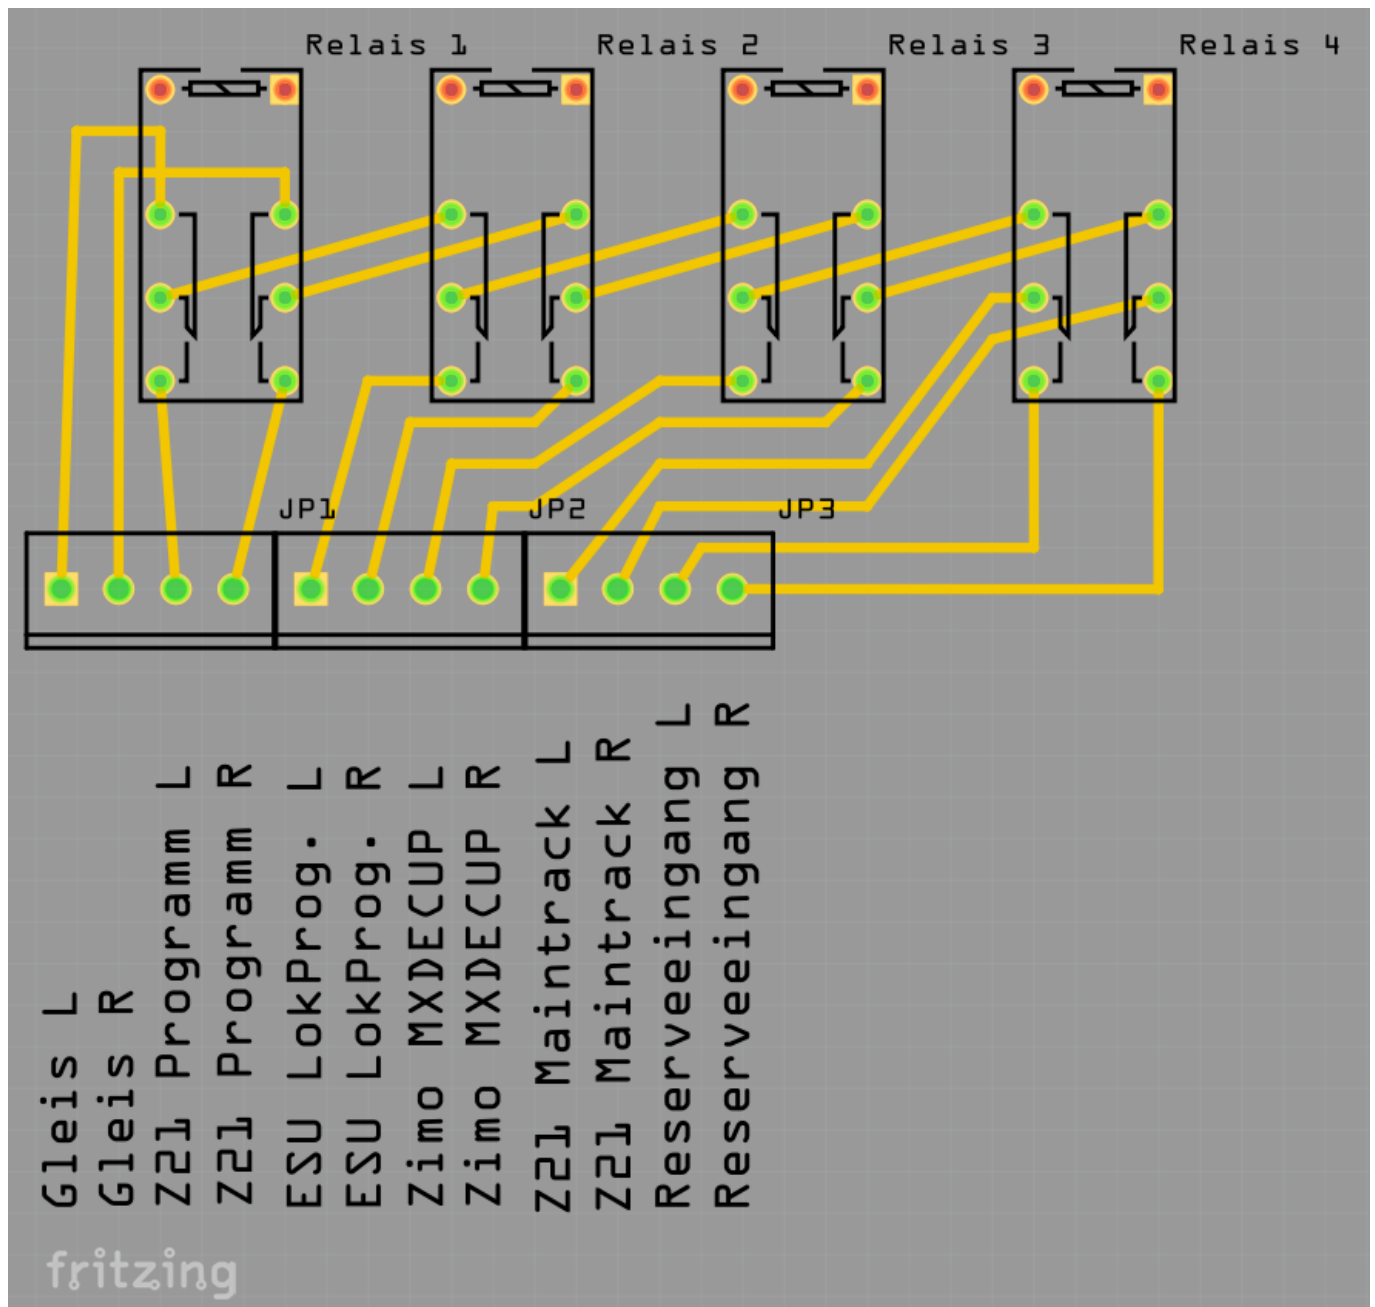 Relais 1
Relais 2
Relais 3
Relais 4
JP1
JP2
JP3
Gleis L
Gleis R
Z21 Programm L
Z21 Programm R
ESU LokProg. L
ESU LokProg. R
Zimo MXDECUP L
Zimo MXDECUP R
Z21 Maintrack L
Z21 Maintrack R
Reserveeingang L
Reserveeingang R
fritzing